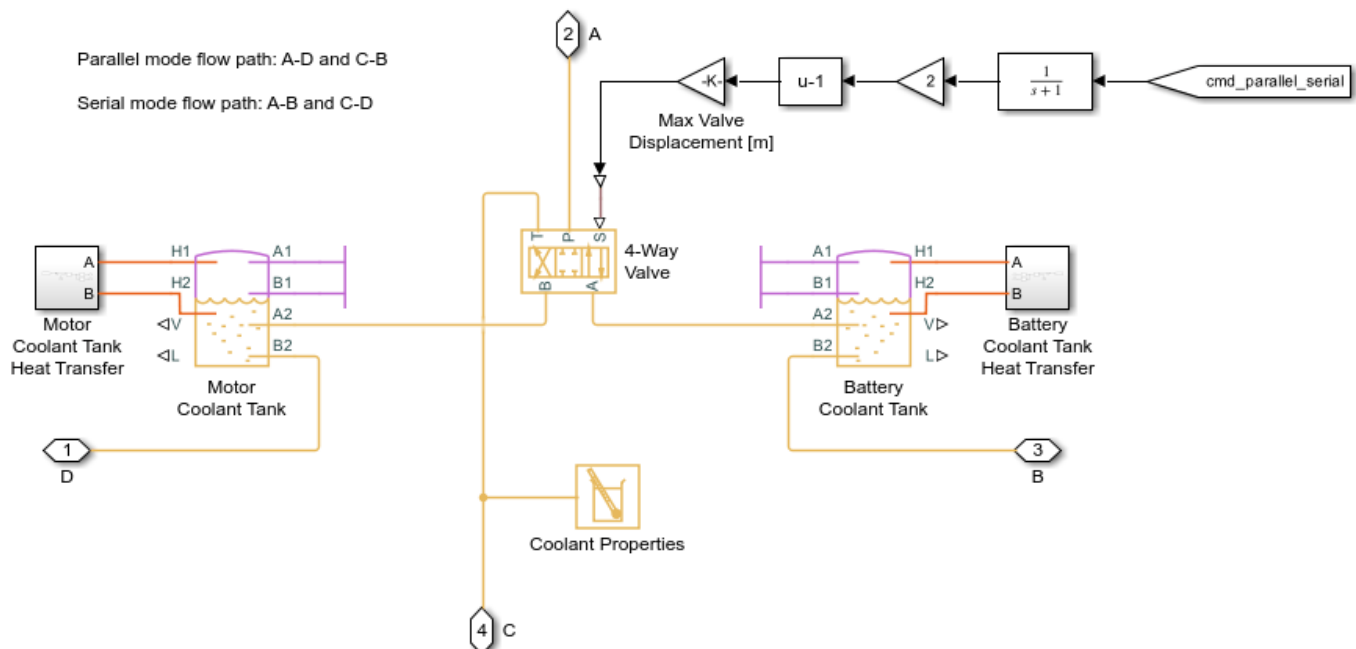 2 A
Parallel mode flow path: A-D and C-B
Serial mode flow path: A-B and C-D
-K-
u-1
2
1
s + 1
cmd_parallel_serial
Max Valve
Displacement [m]
T P S
4-Way
Valve
B A
A
B
Motor
Coolant Tank
Heat Transfer
H1
H2
V
L
A1
B1
A2
B2
Motor
Coolant Tank
A1
B1
A2
B2
H1
H2
V
L
Battery
Coolant Tank
A
B
Battery
Coolant Tank
Heat Transfer
1
D
3
B
Coolant Properties
4 C